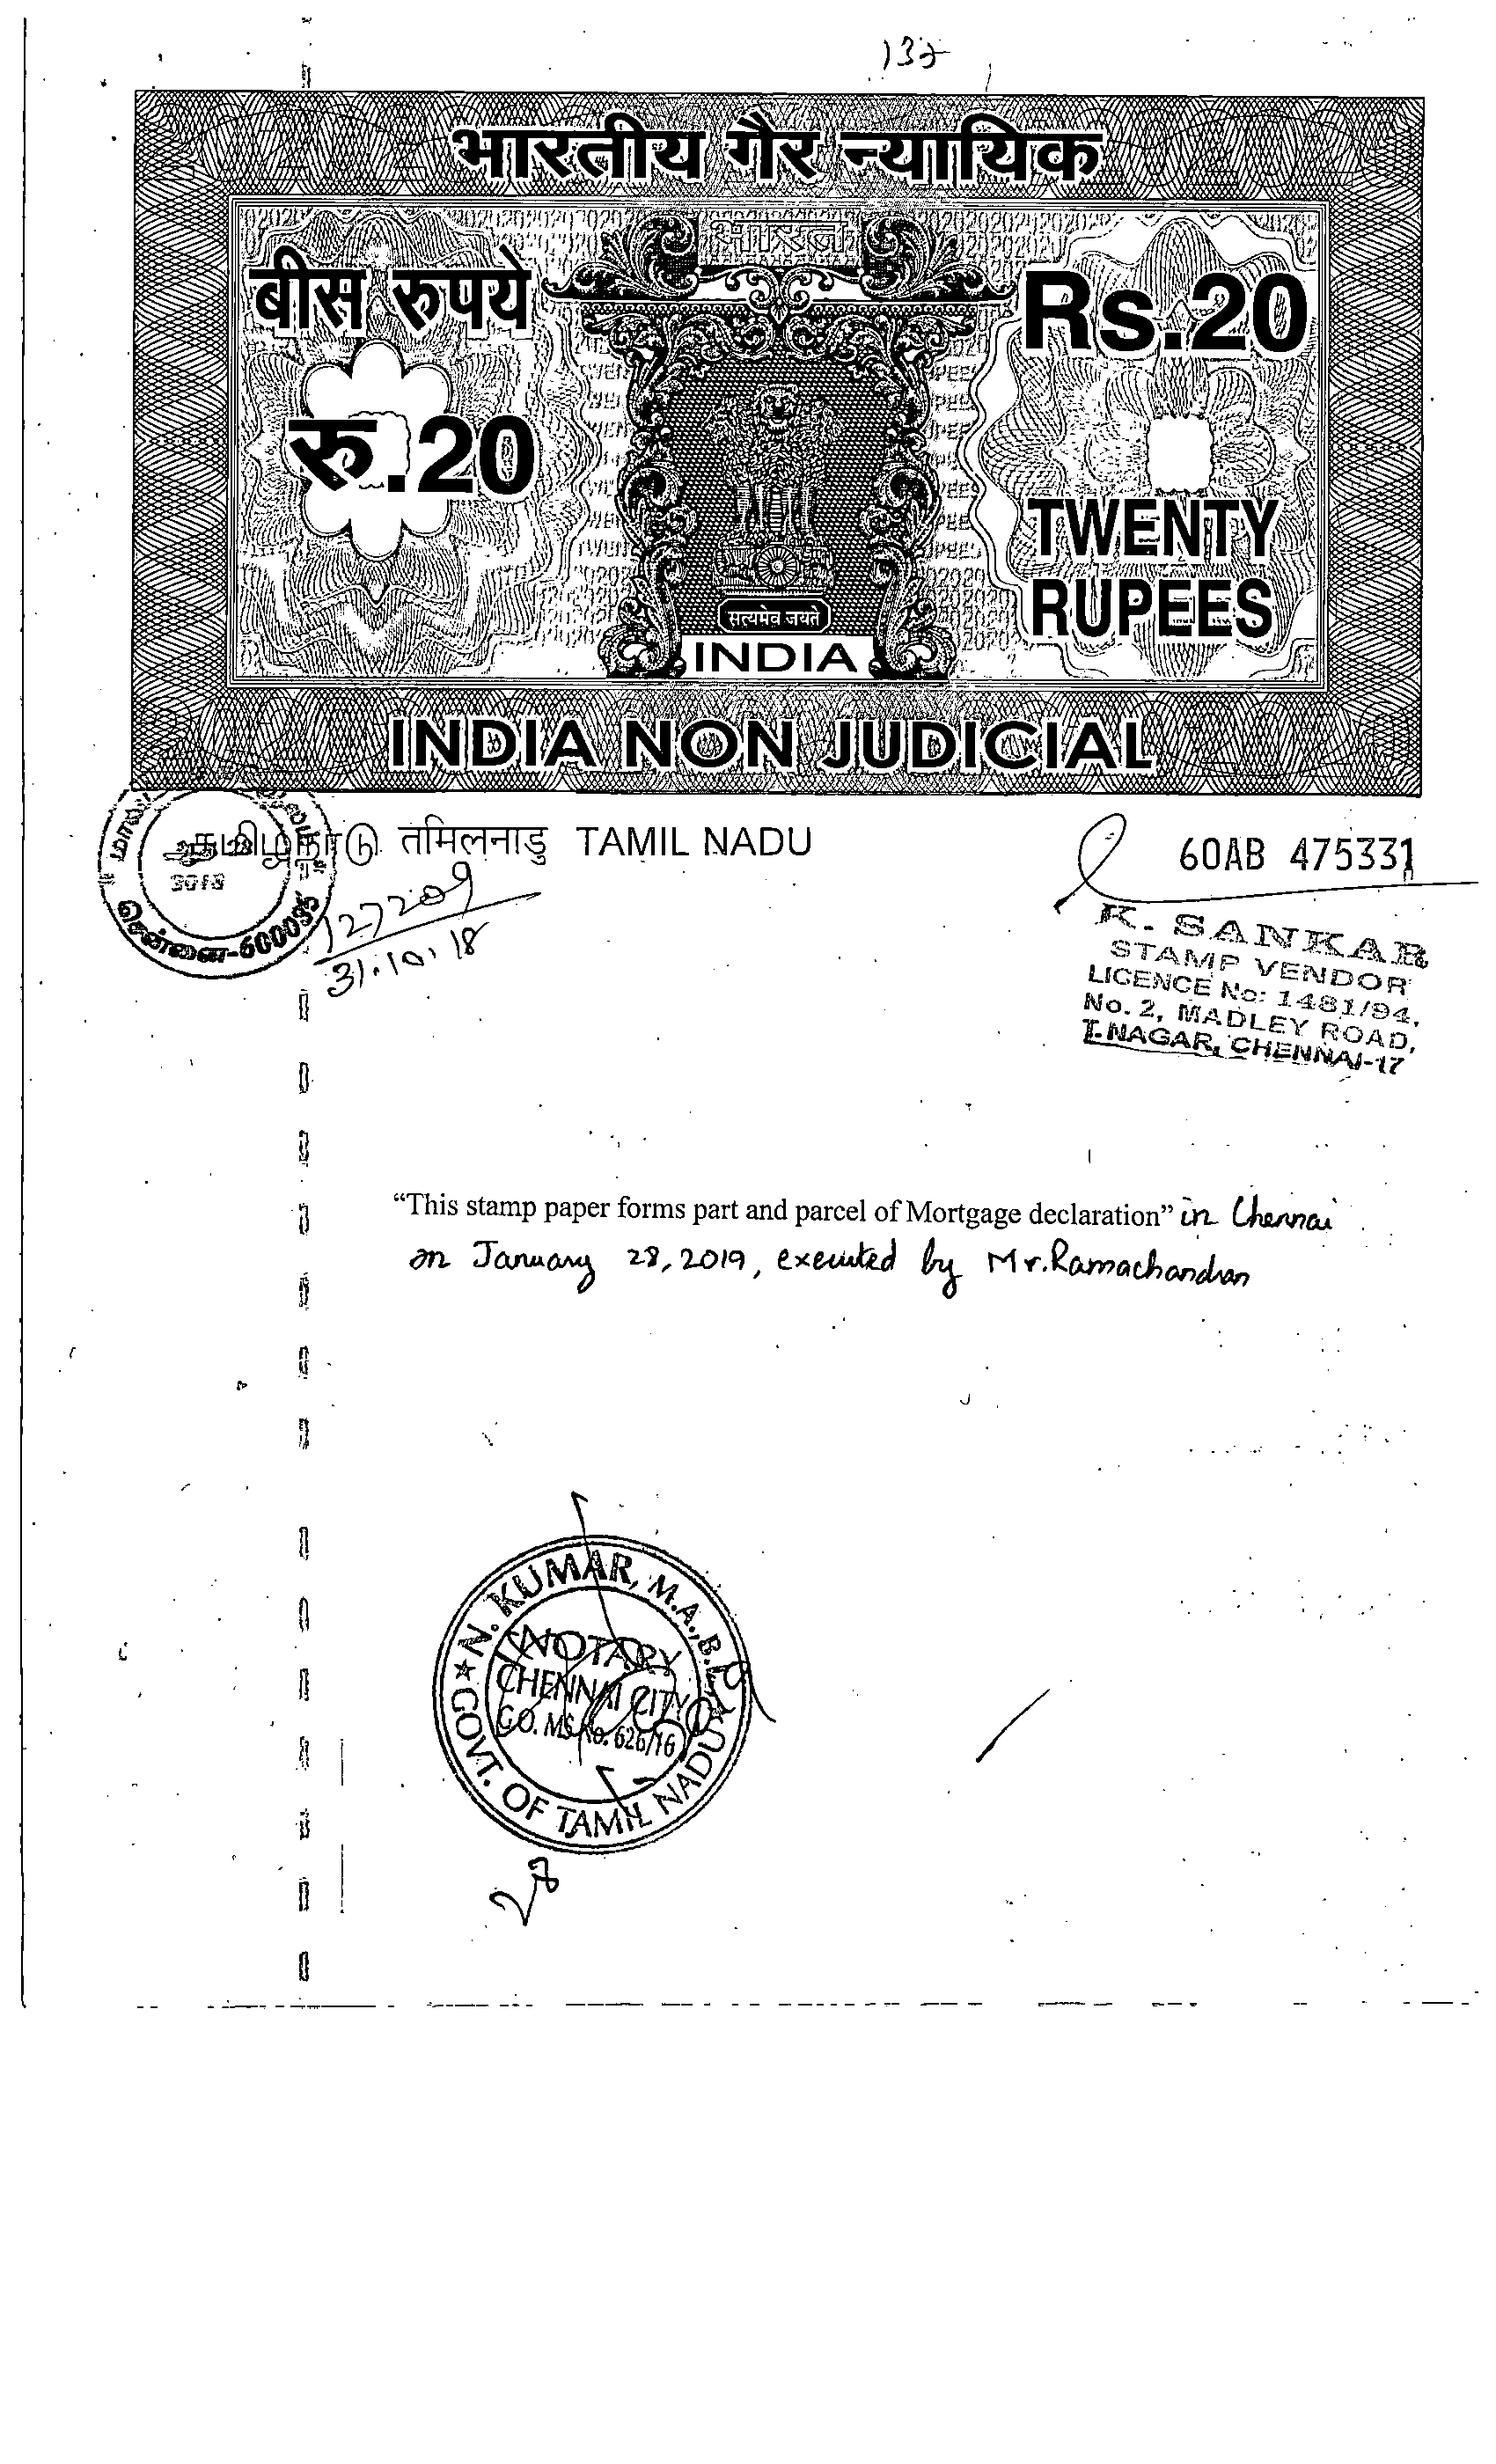 भारतीय गैर न्यायिक
भारत
बीस रुपये
Rs.20
रु.20
TWENTY
RUPEES
सत्यमेव जयते
INDIA
INDIA NON JUDICIAL
தமிழ்நாடு तमिलनाडु TAMIL NADU
60AB 475331
சென்னை-600035
127209
31.10.18
K. SANKAR
STAMP VENDOR
LICENCE No: 1481/94,
No. 2, MADLEY ROAD,
T-NAGAR, CHENNAI-17
“This stamp paper forms part and parcel of Mortgage declaration” in Chennai
on January 28, 2019, executed by Mr. Ramachandran
N. KUMAR, M.A., B.L.
NOTARY
CHENNAI CITY
G.O. MS No. 626/16
GOVT. OF TAMIL NADU